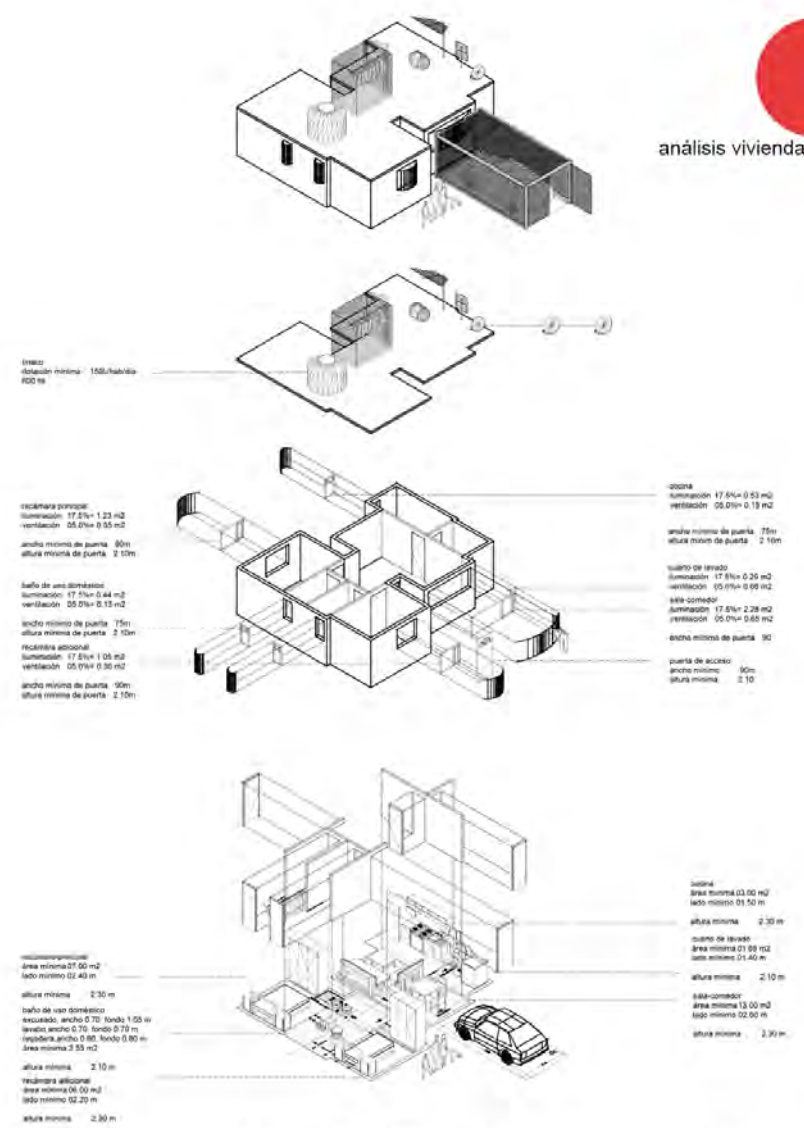 análisis vivienda
dotación mínima 150L/hab/día
600 lts
recámara principal
iluminación 17.5%= 1.23 m2
ventilación 05.0%= 0.35 m2
ancho mínimo de puerta 90m
altura mínima de puerta 2.10m
baño de uso doméstico
iluminación 17.5%= 0.44 m2
ventilación 05.0%= 0.13 m2
ancho mínimo de puerta 75m
altura mínima de puerta 2.10m
recámara adicional
iluminación 17.5%= 1.05 m2
ventilación 05.0%= 0.30 m2
ancho mínimo de puerta 90m
altura mínima de puerta 2.10m
cocina
iluminación 17.5%= 0.53 m2
ventilación 05.0%= 0.15 m2
ancho mínimo de puerta 75m
altura mínim de puerta 2.10m
cuarto de lavado
iluminación 17.5%= 0.29 m2
ventilación 05.0%= 0.08 m2
sala-comedor
iluminación 17.5%= 2.28 m2
ventilación 05.0%= 0.65 m2
ancho mínimo de puerta 90
puerta de acceso
ancho mínimo 90m
altura mínima 2.10
área mínima 07.00 m2
lado mínimo 02.40 m
altura mínima 2.30 m
baño de uso doméstico
excusado, ancho 0.70 fondo 1.05 m
lavabo ancho 0.70 fondo 0.70 m
regadera,ancho 0.80, fondo 0.80 m
área mínima 2.55 m2
altura mínima 2.10 m
recámara adicional
área mínima 06.00 m2
lado mínimo 02.20 m
altura mínima 2.30 m
cocina
área mínima 03.00 m2
lado mínimo 01.50 m
altura mínima 2.30 m
cuarto de lavado
área mínima 01.68 m2
lado mínimo 01.40 m
altura mínima 2.10 m
sala-comedor
área mínima 13.00 m2
lado mínimo 02.60 m
altura mínima 2.30 m